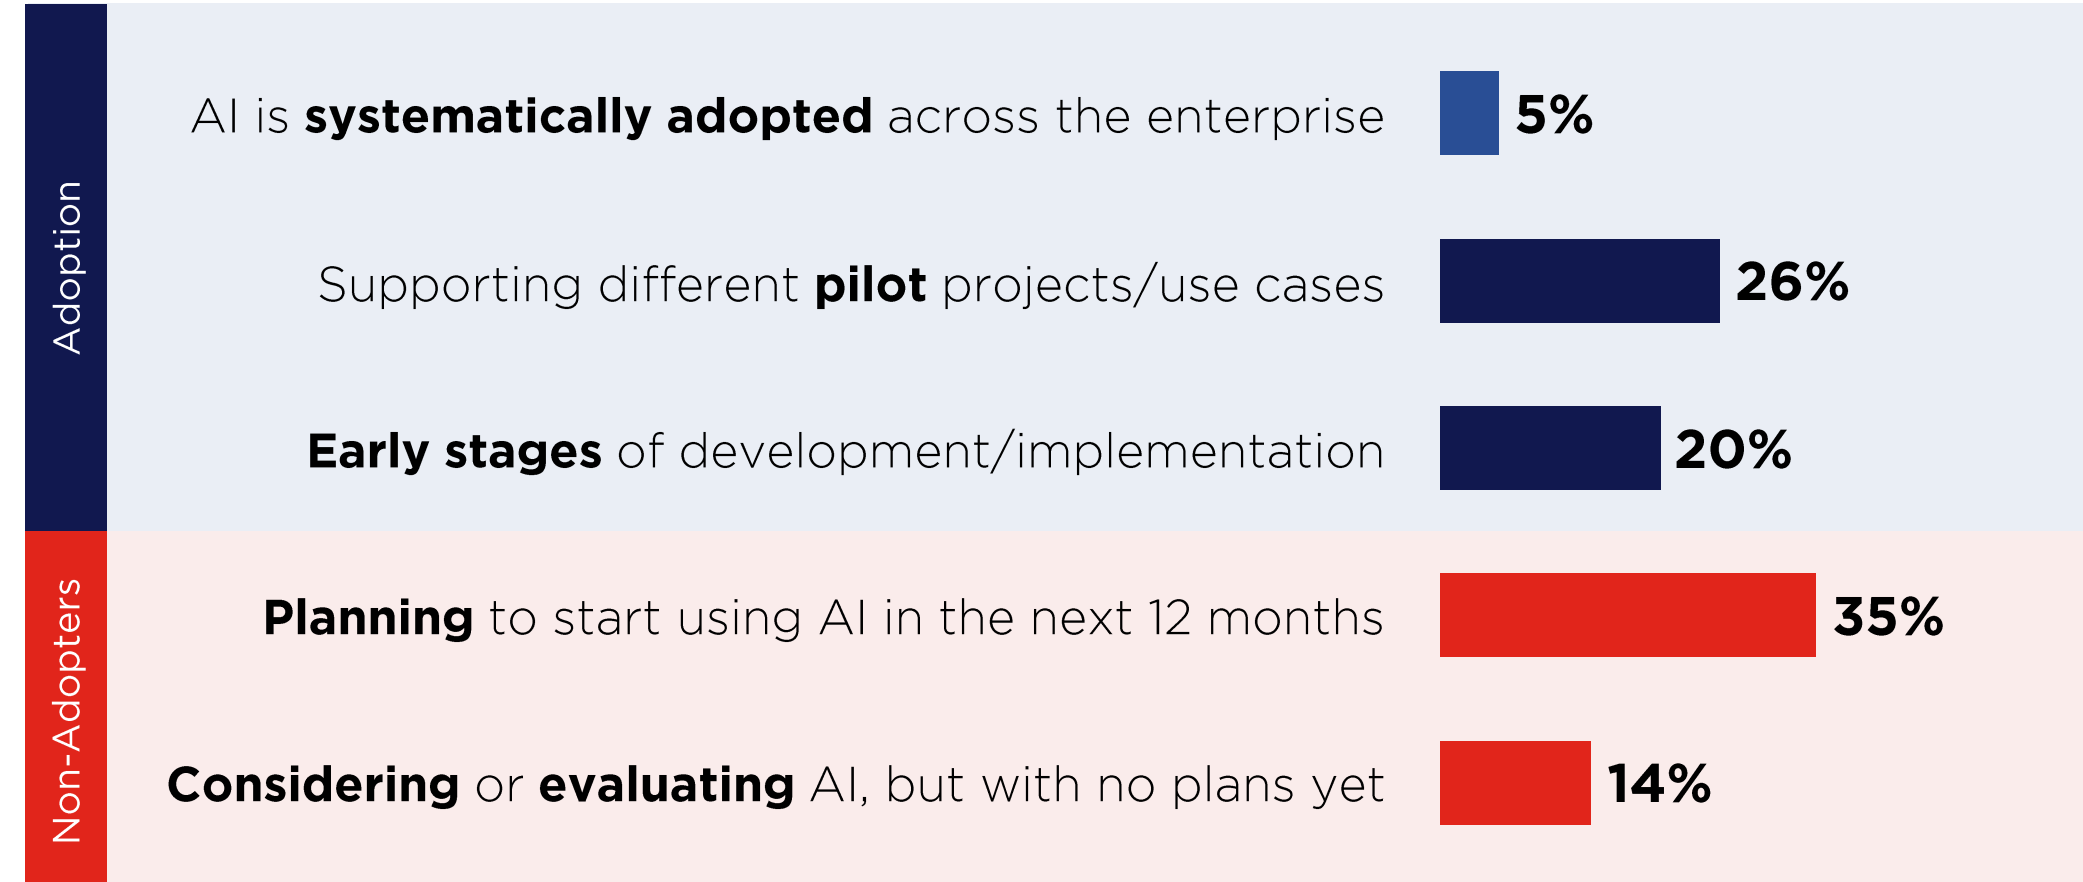 Adoption
AI is systematically adopted across the enterprise 5%
Supporting different pilot projects/use cases 26%
Early stages of development/implementation 20%
Non-Adopters
Planning to start using AI in the next 12 months 35%
Considering or evaluating AI, but with no plans yet 14%